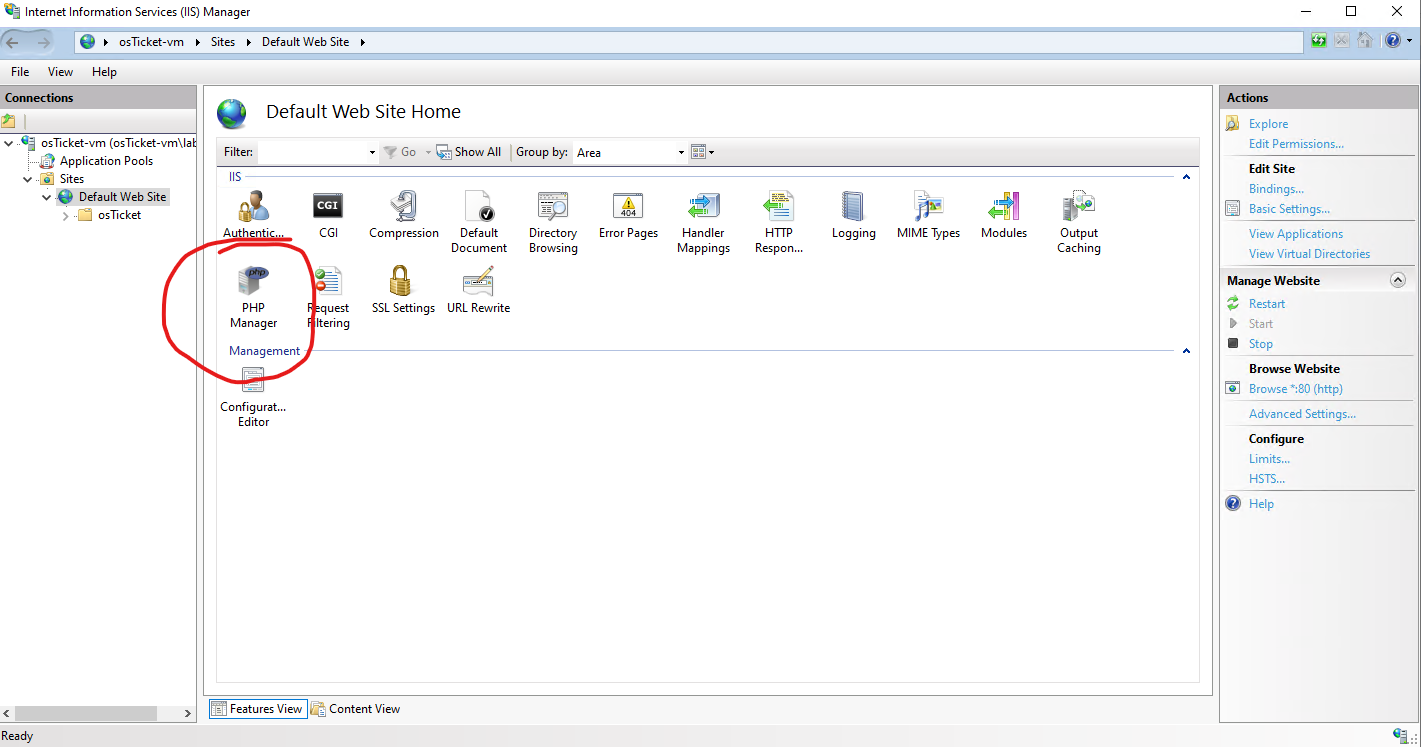 Internet Information Services (IIS) Manager
osTicket-vm Sites Default Web Site
File View Help
Connections
osTicket-vm (osTicket-vm\lab
Application Pools
Sites
Default Web Site
osTicket
Default Web Site Home
Filter: Go Show All Group by: Area
IIS
Authentic...
CGI
CGI
Compression
Default
Document
Directory
Browsing
404
Error Pages
Handler
Mappings
HTTP
Respon...
Logging
MIME Types
Modules
Output
Caching
php
PHP
Manager
Request
Filtering
SSL Settings
URL Rewrite
Management
Configurat...
Editor
Features View
Content View
Actions
Explore
Edit Permissions...
Edit Site
Bindings...
Basic Settings...
View Applications
View Virtual Directories
Manage Website
Restart
Start
Stop
Browse Website
Browse *:80 (http)
Advanced Settings...
Configure
Limits...
HSTS...
Help
Ready